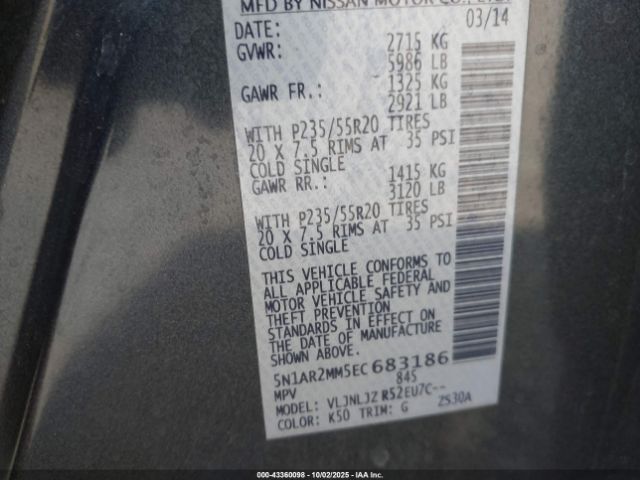 MFD BY NISSAN MOTOR CO., LTD.
DATE: 03/14
GVWR: 2715 KG
5986 LB
GAWR FR.: 1325 KG
2921 LB
WITH P235/55R20 TIRES
20 X 7.5 RIMS AT 35 PSI
COLD SINGLE
GAWR RR.: 1415 KG
3120 LB
WITH P235/55R20 TIRES
20 X 7.5 RIMS AT 35 PSI
COLD SINGLE
THIS VEHICLE CONFORMS TO
ALL APPLICABLE FEDERAL
MOTOR VEHICLE SAFETY AND
THEFT PREVENTION
STANDARDS IN EFFECT ON
THE DATE OF MANUFACTURE
SHOWN ABOVE.
5N1AR2MM5EC683186
MPV 845
MODEL: VLJNLJZ R52EU7C--
COLOR: K50 TRIM: G 2S30A
000-43360098 - 10/02/2025 - IAA Inc.